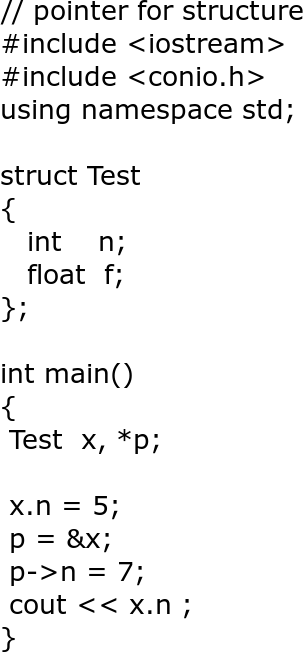 // pointer for structure
#include <iostream>
#include <conio.h>
using namespace std;
struct Test
{
int    n;
float  f;
};
int main()
{
Test  x, *p;
x.n = 5;
p = &x;
p->n = 7;
cout << x.n ;
}